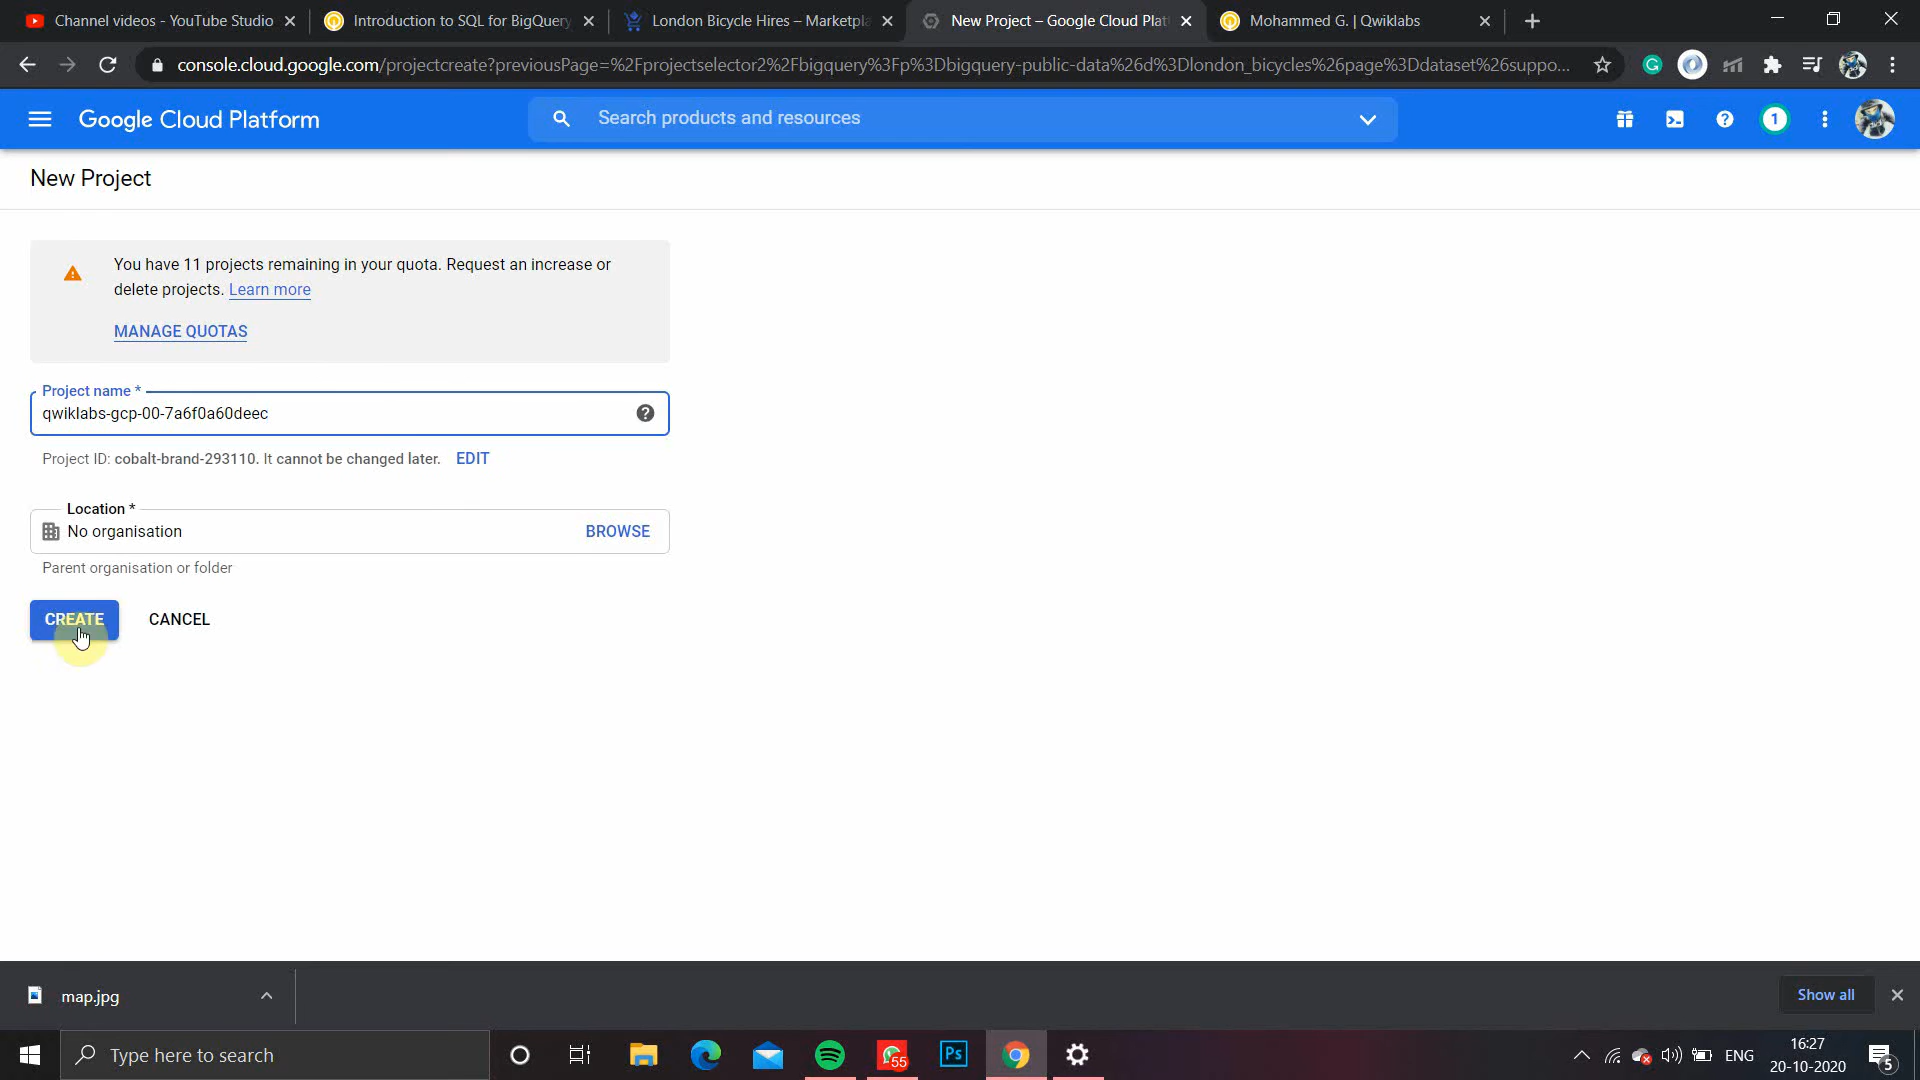 Channel videos - YouTube Studio
Introduction to SQL for BigQuery
London Bicycle Hires – Marketpla
New Project – Google Cloud Plat
Mohammed G. | Qwiklabs
console.cloud.google.com/projectcreate?previousPage=%2Fprojectselector2%2Fbigquery%3Fp%3Dbigquery-public-data%26d%3Dlondon_bicycles%26page%3Ddataset%26suppo...
Google Cloud Platform
Search products and resources
1
New Project
You have 11 projects remaining in your quota. Request an increase or
delete projects. Learn more
MANAGE QUOTAS
Project name *
qwiklabs-gcp-00-7a6f0a60deec
Project ID: cobalt-brand-293110. It cannot be changed later. EDIT
Location *
No organisation
BROWSE
Parent organisation or folder
CREATE
CANCEL
map.jpg
Show all
Type here to search
55
Ps
ENG
16:27
20-10-2020
5